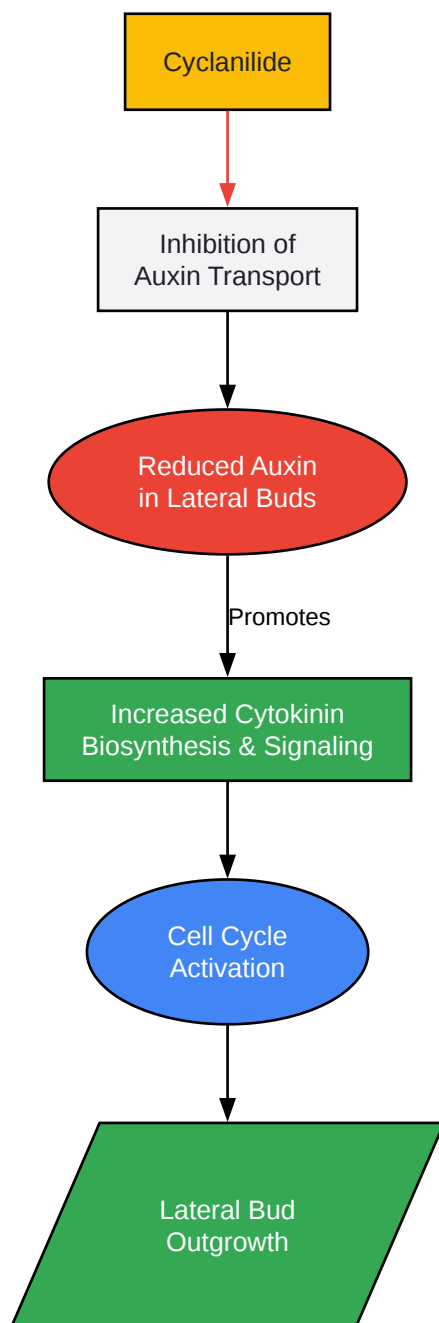 Cyclanilide
Inhibition of
Auxin Transport
Reduced Auxin
in Lateral Buds
Promotes
Increased Cytokinin
Biosynthesis & Signaling
Cell Cycle
Activation
Lateral Bud
Outgrowth